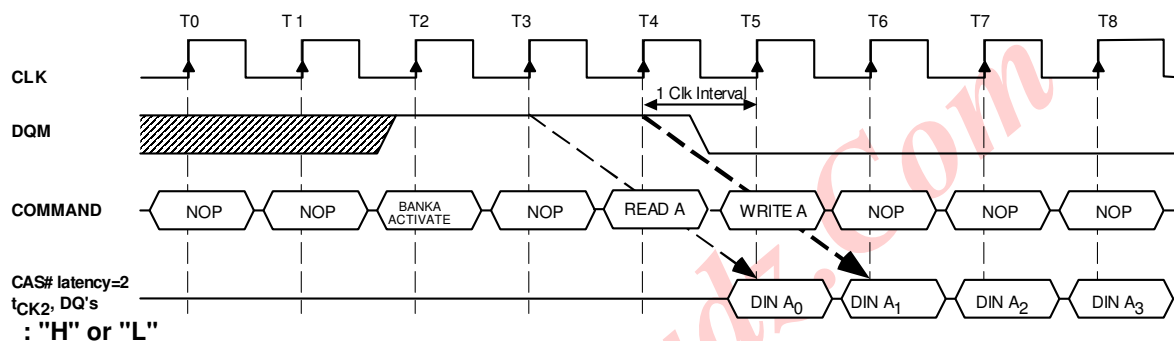 T0 T1 T2 T3 T4 T5 T6 T7 T8
CLK
1 Clk Interval
DQM
COMMAND NOP NOP BANKA ACTIVATE NOP READ A WRITE A NOP NOP NOP
CAS# latency=2
tCK2, DQ's DIN A0 DIN A1 DIN A2 DIN A3
: "H" or "L"